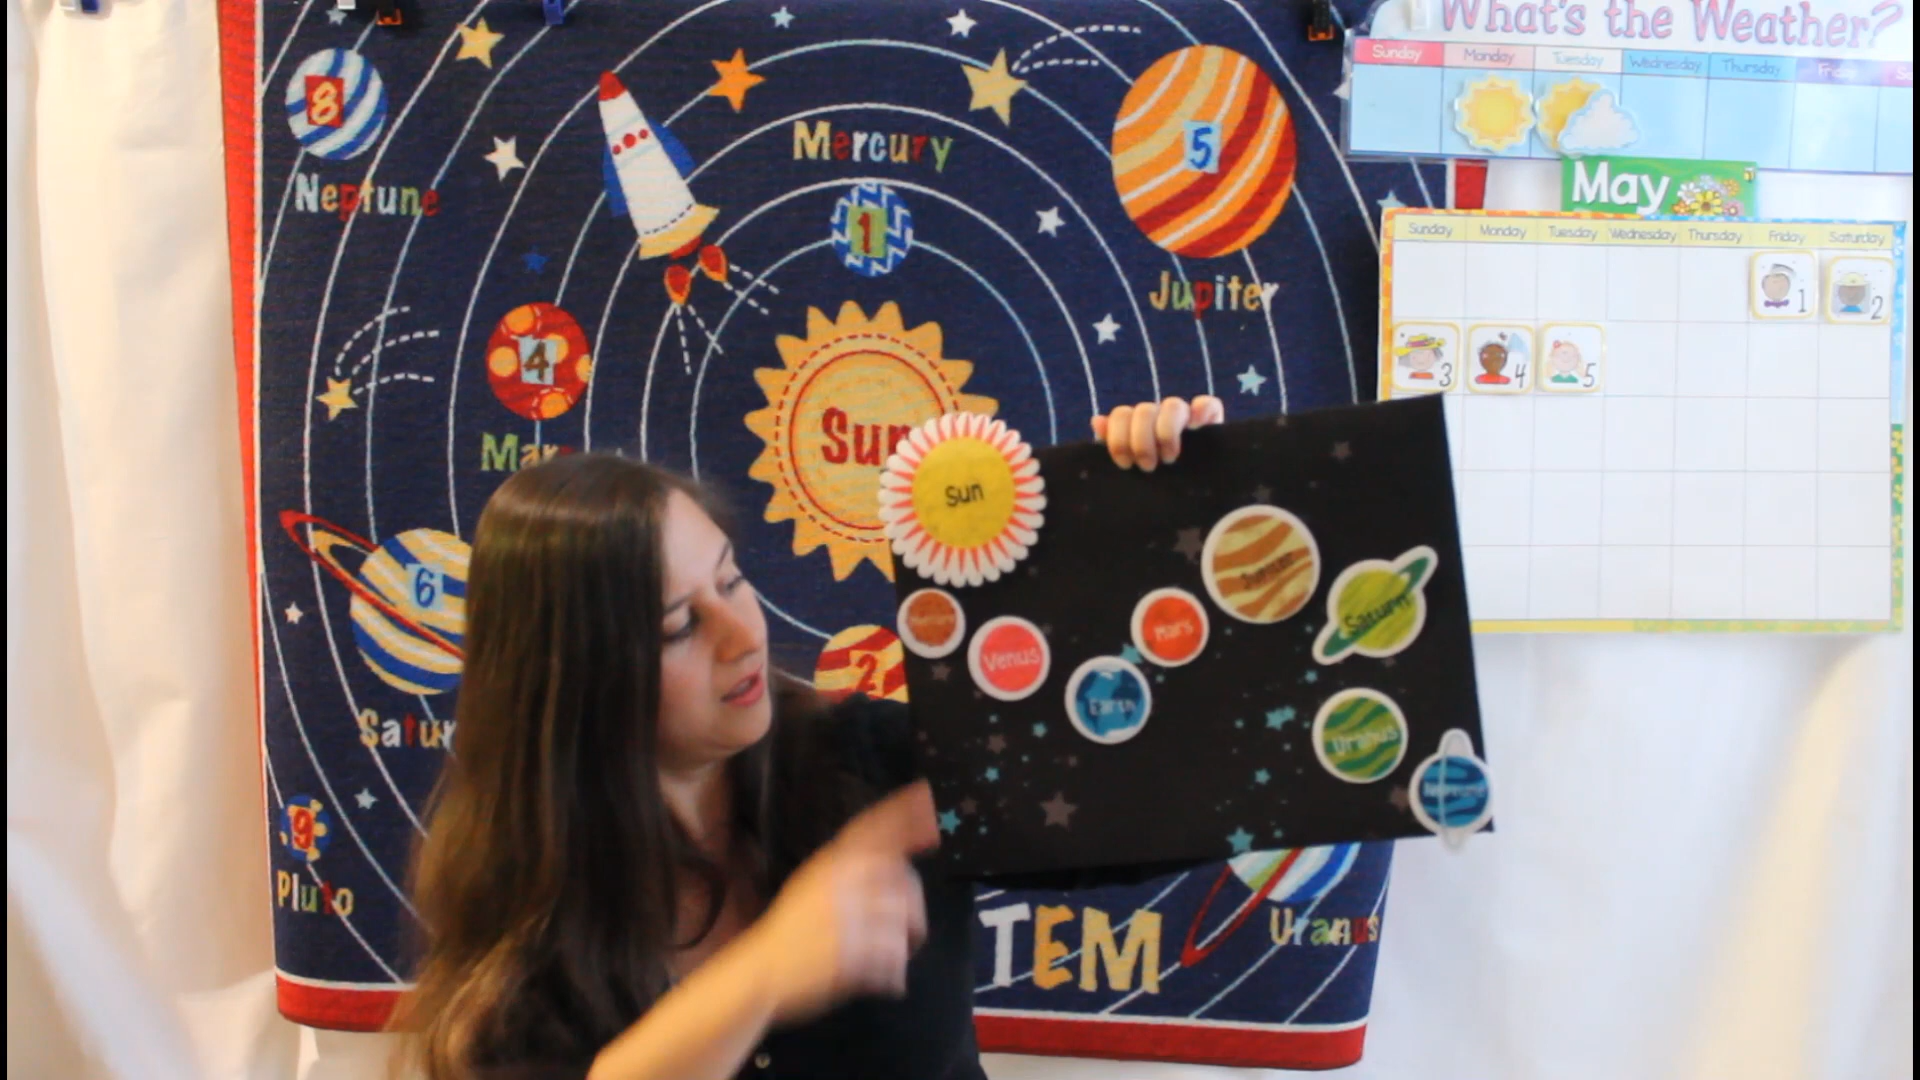 What's the Weather?
Sunday Monday Tuesday Wednesday Thursday
May
Sunday Monday Tuesday Wednesday Thursday Friday Saturday
1 2
3 4 5
8
Neptune
Mercury
1
5
Jupiter
4
Sun
6
2
9
Pluto
TEM
Uranus
Sun
Venus
Earth
Mars
Saturn
Uranus